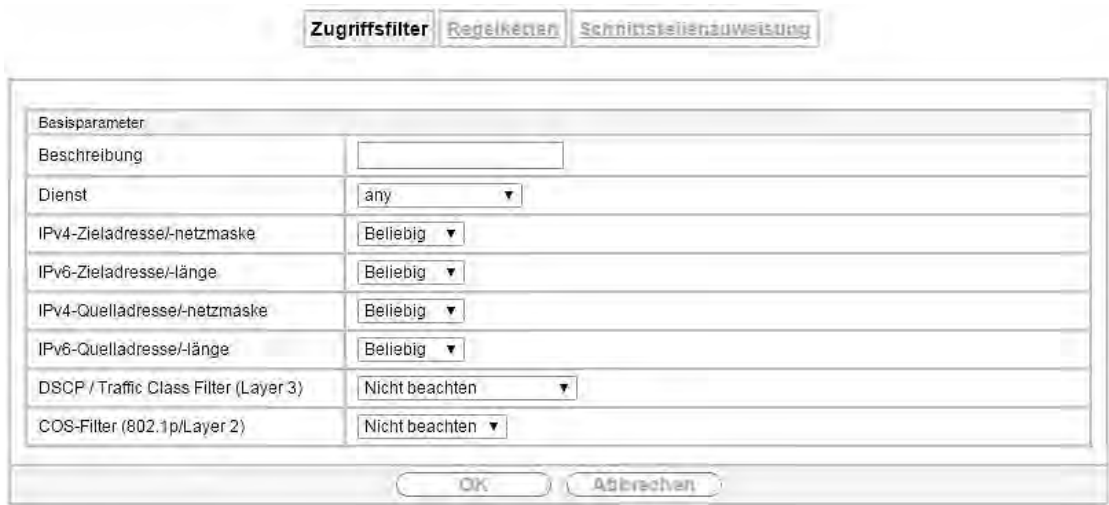 Zugriffsfilter Regelketten Schnittstellenzuweisung
Basisparameter
Beschreibung
Dienst any
IPv4-Zieladresse/-netzmaske Beliebig
IPv6-Zieladresse/-länge Beliebig
IPv4-Quelladresse/-netzmaske Beliebig
IPv6-Quelladresse/-länge Beliebig
DSCP / Traffic Class Filter (Layer 3) Nicht beachten
COS-Filter (802.1p/Layer 2) Nicht beachten
OK Abbrechen